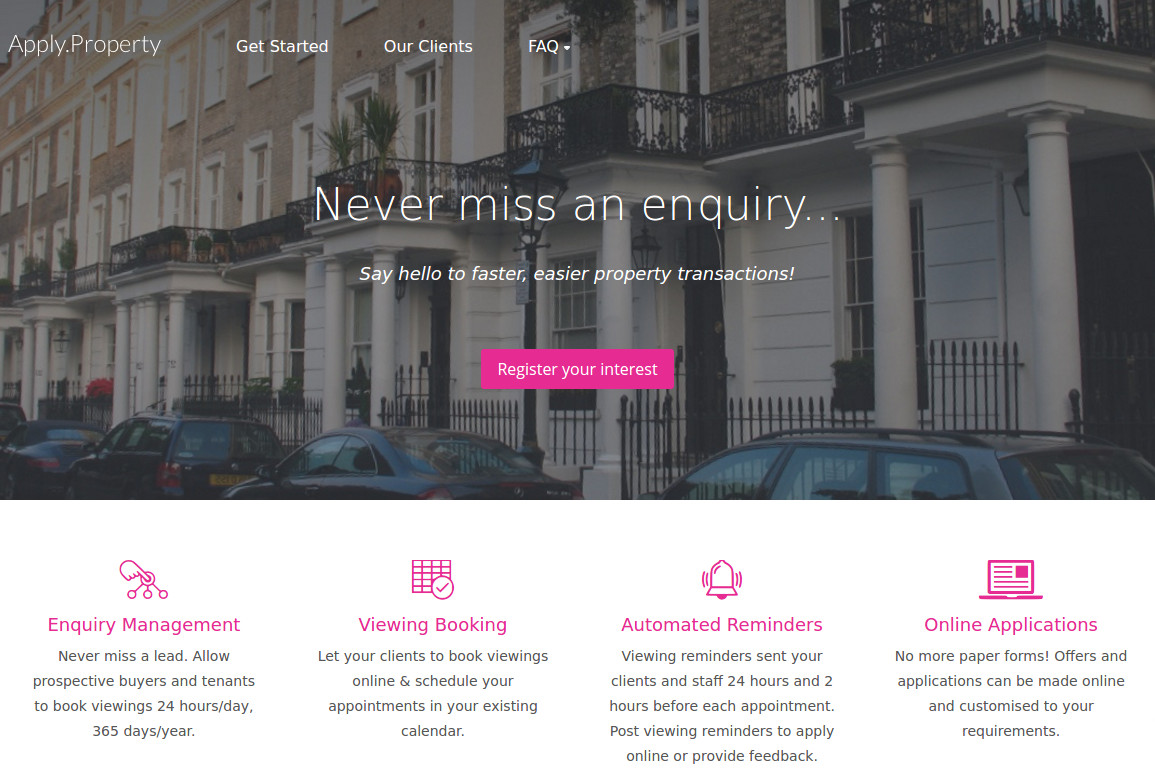 Apply.Property
Get Started
Our Clients
FAQ
Never miss an enquiry...
Say hello to faster, easier property transactions!
Register your interest
Enquiry Management
Never miss a lead. Allow
prospective buyers and tenants
to book viewings 24 hours/day,
365 days/year.
Viewing Booking
Let your clients to book viewings
online & schedule your
appointments in your existing
calendar.
Automated Reminders
Viewing reminders sent your
clients and staff 24 hours and 2
hours before each appointment.
Post viewing reminders to apply
online or provide feedback.
Online Applications
No more paper forms! Offers and
applications can be made online
and customised to your
requirements.